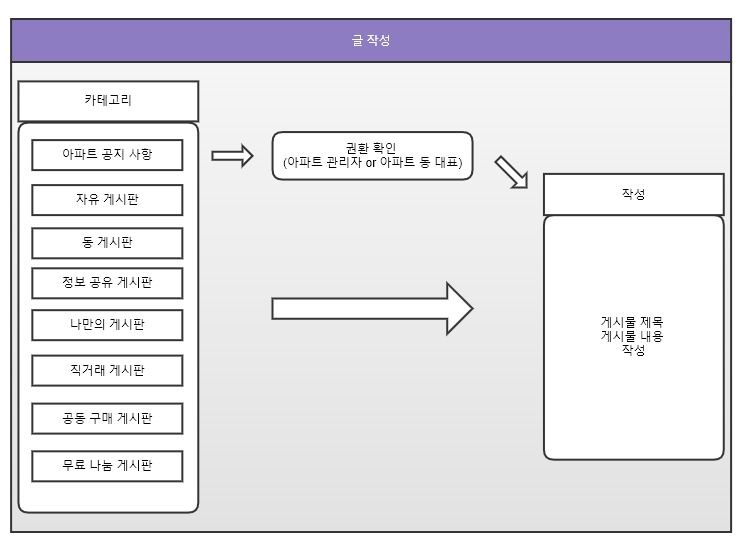 글 작성
카테고리
아파트 공지 사항
자유 게시판
동 게시판
정보 공유 게시판
나만의 게시판
직거래 게시판
공동 구매 게시판
무료 나눔 게시판
권환 확인
(아파트 관리자 or 아파트 동 대표)
작성
게시물 제목
게시물 내용
작성